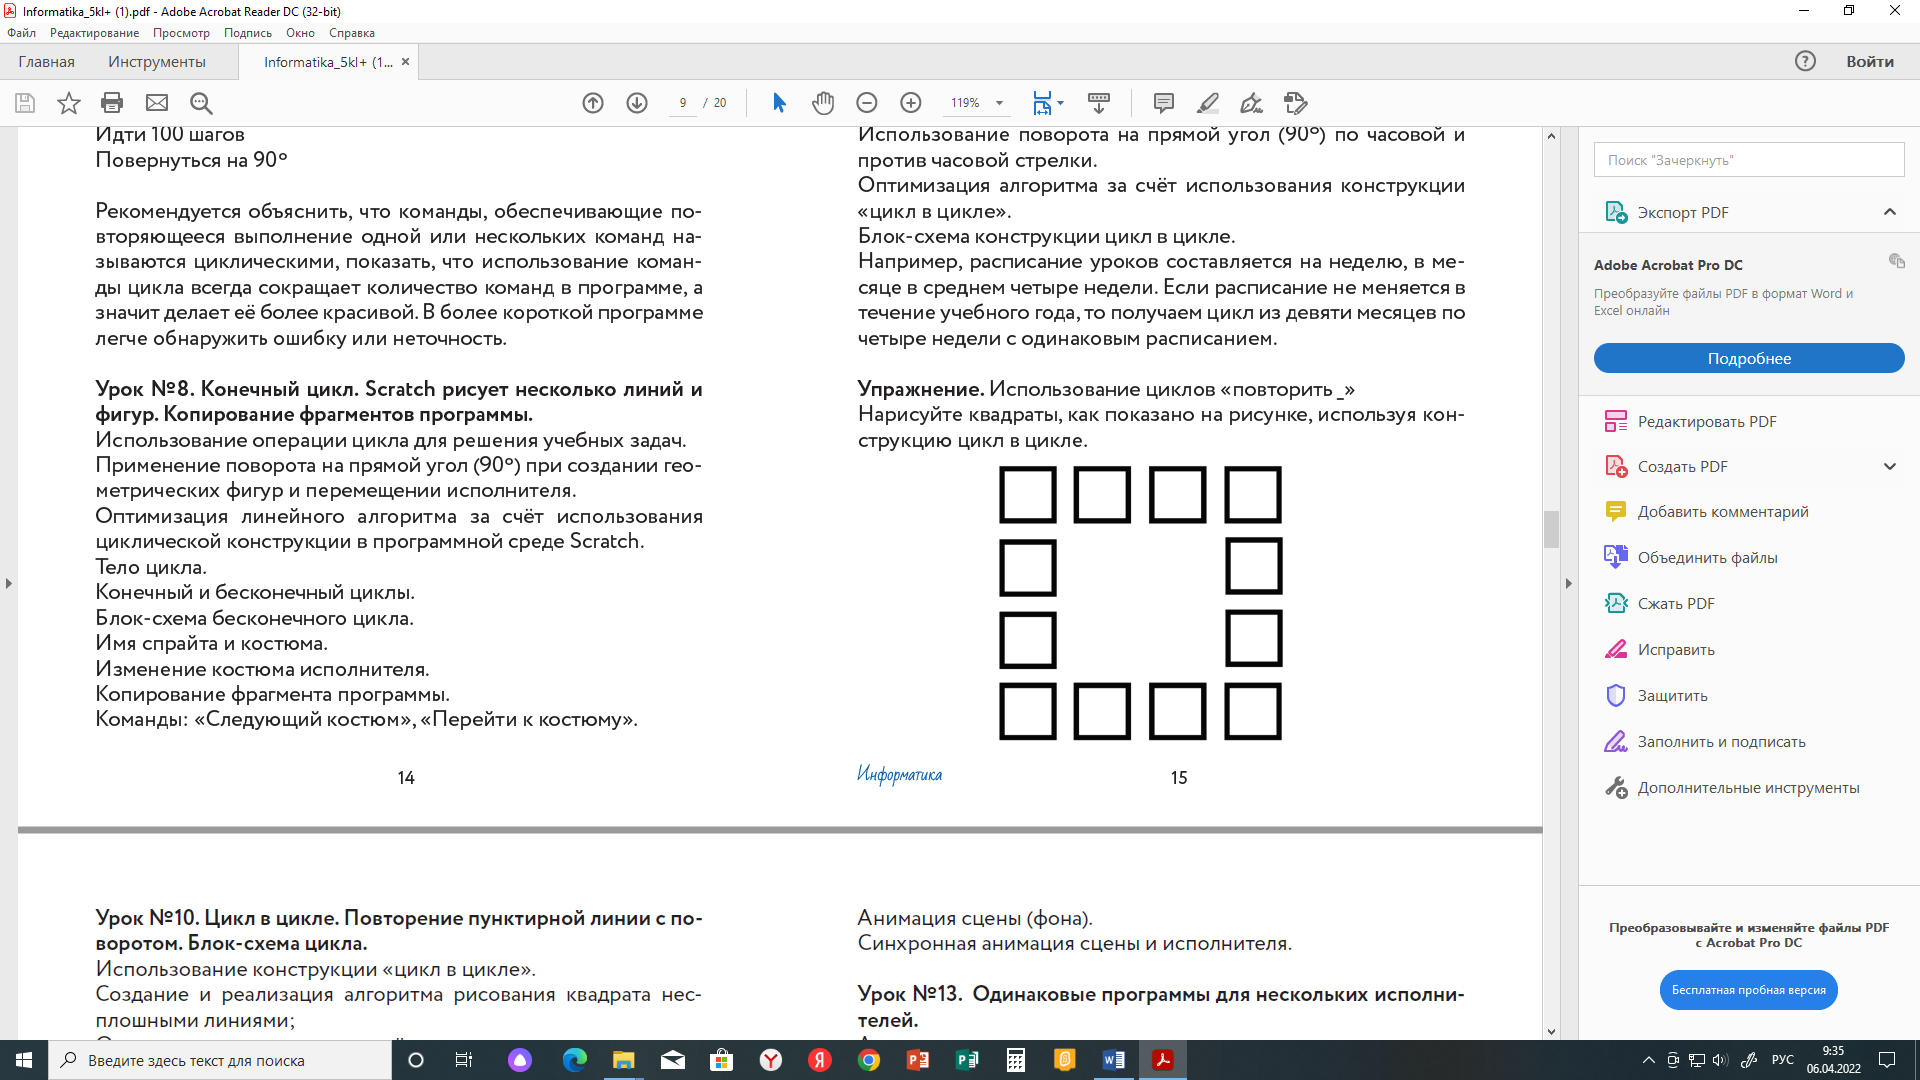 Informatika_5kl+ (1).pdf - Adobe Acrobat Reader DC (32-bit)
Файл Редактирование Просмотр Подпись Окно Справка
Главная Инструменты Informatika_5kl+ (1... × Войти
9 / 20 119%
Идти 100 шагов
Повернуться на 90º
Рекомендуется объяснить, что команды, обеспечивающие по-
вторяющееся выполнение одной или нескольких команд на-
зываются циклическими, показать, что использование коман-
ды цикла всегда сокращает количество команд в программе, а
значит делает её более красивой. В более короткой программе
легче обнаружить ошибку или неточность.
Урок №8. Конечный цикл. Scratch рисует несколько линий и
фигур. Копирование фрагментов программы.
Использование операции цикла для решения учебных задач.
Применение поворота на прямой угол (90º) при создании гео-
метрических фигур и перемещении исполнителя.
Оптимизация линейного алгоритма за счёт использования
циклической конструкции в программной среде Scratch.
Тело цикла.
Конечный и бесконечный циклы.
Блок-схема бесконечного цикла.
Имя спрайта и костюма.
Изменение костюма исполнителя.
Копирование фрагмента программы.
Команды: «Следующий костюм», «Перейти к костюму».
14
Использование поворота на прямой угол (90º) по часовой и
против часовой стрелки.
Оптимизация алгоритма за счёт использования конструкции
«цикл в цикле».
Блок-схема конструкции цикл в цикле.
Например, расписание уроков составляется на неделю, в ме-
сяце в среднем четыре недели. Если расписание не меняется в
течение учебного года, то получаем цикл из девяти месяцев по
четыре недели с одинаковым расписанием.
Упражнение. Использование циклов «повторить _»
Нарисуйте квадраты, как показано на рисунке, используя кон-
струкцию цикл в цикле.
Информатика 15
Урок №10. Цикл в цикле. Повторение пунктирной линии с по-
воротом. Блок-схема цикла.
Использование конструкции «цикл в цикле».
Создание и реализация алгоритма рисования квадрата нес-
плошными линиями;
Анимация сцены (фона).
Синхронная анимация сцены и исполнителя.
Урок №13. Одинаковые программы для нескольких исполни-
телей.
Поиск "Зачеркнуть"
Экспорт PDF
Adobe Acrobat Pro DC
Преобразуйте файлы PDF в формат Word и
Excel онлайн
Подробнее
Редактировать PDF
Создать PDF
Добавить комментарий
Объединить файлы
Сжать PDF
Исправить
Защитить
Заполнить и подписать
Дополнительные инструменты
Преобразовывайте и изменяйте файлы PDF
с Acrobat Pro DC
Бесплатная пробная версия
Введите здесь текст для поиска
РУС
9:35
06.04.2022